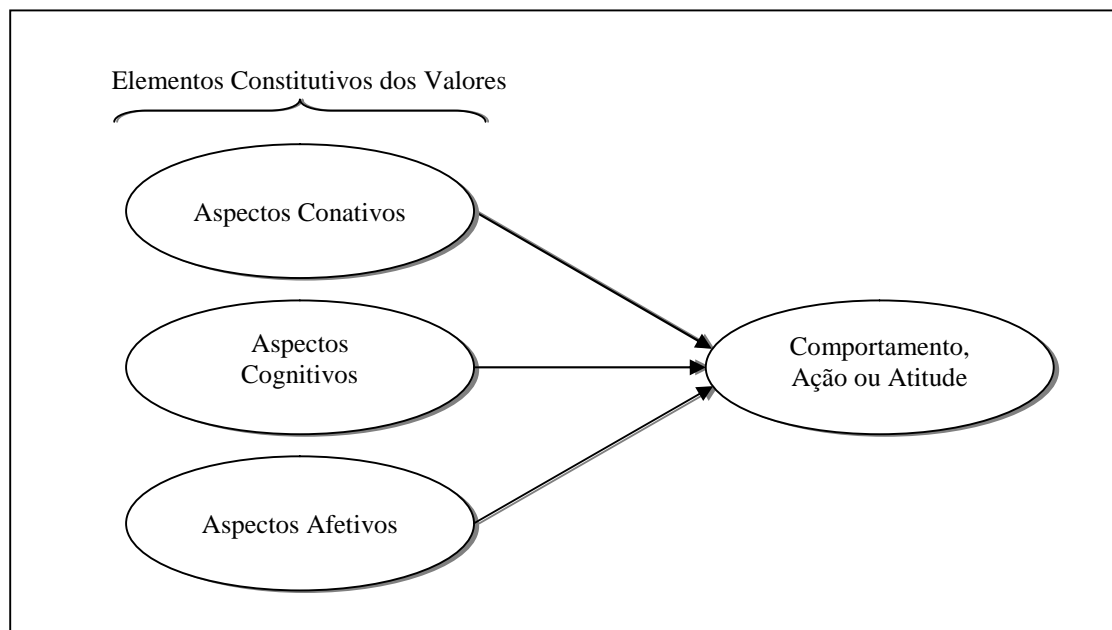 Elementos Constitutivos dos Valores
Aspectos Conativos
Aspectos
Cognitivos
Aspectos Afetivos
Comportamento,
Ação ou Atitude